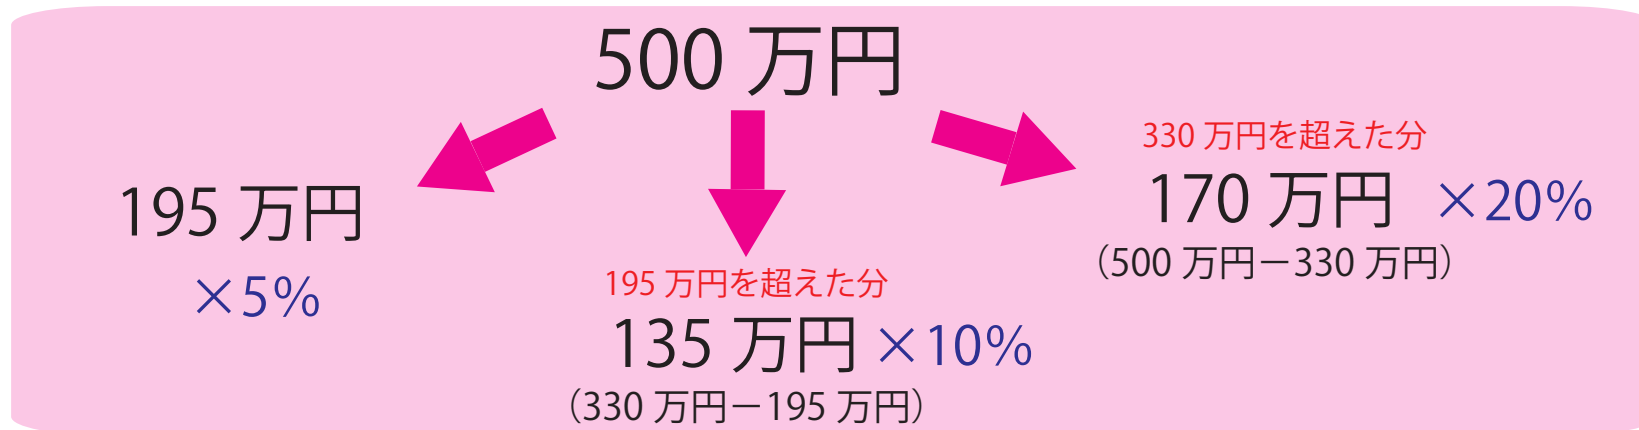 500 万円
195 万円
×5%
195 万円を超えた分
135 万円 ×10%
（330 万円－195 万円）
330 万円を超えた分
170 万円 ×20%
（500 万円－330 万円）